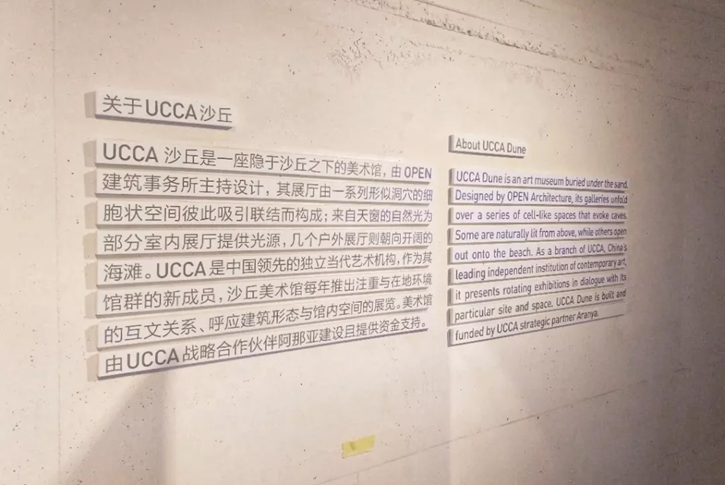 关于UCCA沙丘
UCCA 沙丘是一座隐于沙丘之下的美术馆，由 OPEN
建筑事务所主持设计，其展厅由一系列形似洞穴的细
胞状空间彼此吸引联结而构成；来自天窗的自然光为
部分室内展厅提供光源，几个户外展厅则朝向开阔的
海滩。UCCA是中国领先的独立当代艺术机构，作为其
馆群的新成员，沙丘美术馆每年推出注重与在地环境
的互文关系、呼应建筑形态与馆内空间的展览。美术馆
由UCCA战略合作伙伴阿那亚建设且提供资金支持。
About UCCA Dune
UCCA Dune is an art museum buried under the sand.
Designed by OPEN Architecture, its galleries unfold
over a series of cell-like spaces that evoke caves.
Some are naturally lit from above, while others open
out onto the beach. As a branch of UCCA, China's
leading independent institution of contemporary art,
it presents rotating exhibitions in dialogue with its
particular site and space. UCCA Dune is built and
funded by UCCA strategic partner Aranya.